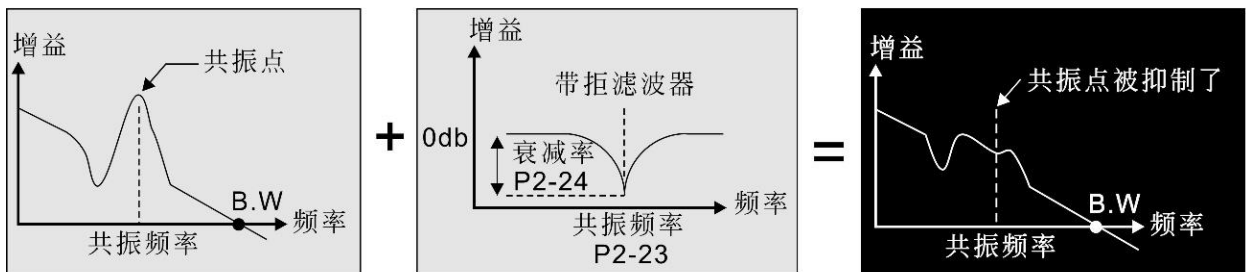 增益
共振点
B.W
频率
共振频率
+
增益
带拒滤波器
0db
衰减率
P2-24
频率
共振频率
P2-23
=
增益
共振点被抑制了
B.W
频率
共振频率